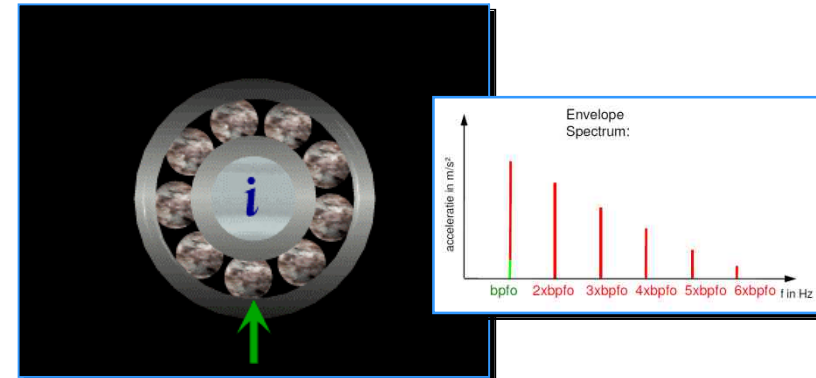 i
Envelope
Spectrum:
acceleratie in m/s²
bpfo 2xbpfo 3xbpfo 4xbpfo 5xbpfo 6xbpfo f in Hz